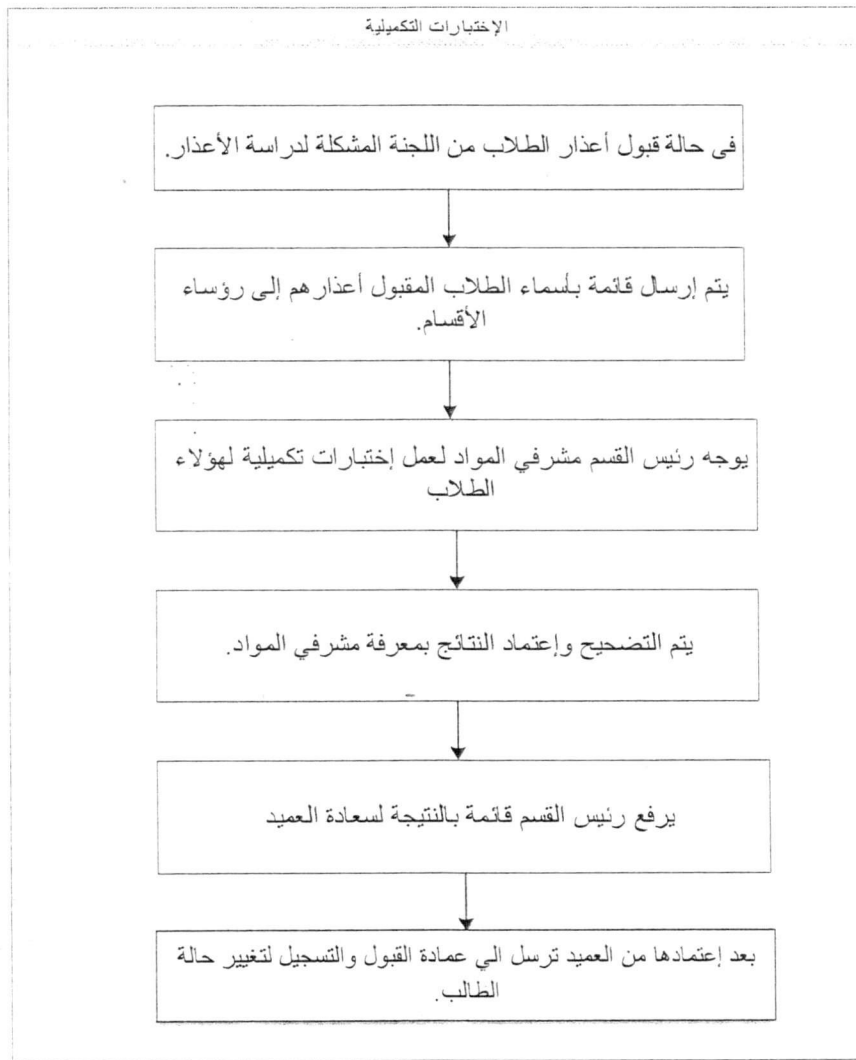 الإختبارات التكميلية
فى حالة قبول أعذار الطلاب من اللجنة المشكلة لدراسة الأعذار.
يتم إرسال قائمة بأسماء الطلاب المقبول أعذارهم إلى رؤساء
الأقسام.
يوجه رئيس القسم مشرفي المواد لعمل إختبارات تكميلية لهؤلاء
الطلاب
يتم التضحيح وإعتماد النتائج بمعرفة مشرفي المواد.
يرفع رئيس القسم قائمة بالنتيجة لسعادة العميد
بعد إعتمادها من العميد ترسل الي عمادة القبول والتسجيل لتغيير حالة
الطالب.